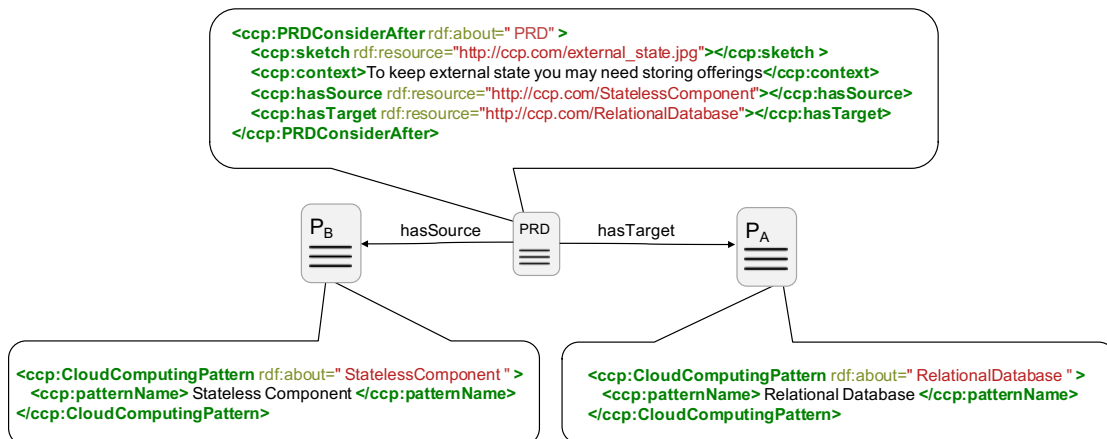 <ccp:PRDConsiderAfter rdf:about=" PRD" >
<ccp:sketch rdf:resource="http://ccp.com/external_state.jpg"></ccp:sketch >
<ccp:context>To keep external state you may need storing offerings</ccp:context>
<ccp:hasSource rdf:resource="http://ccp.com/StatelessComponent"></ccp:hasSource>
<ccp:hasTarget rdf:resource="http://ccp.com/RelationalDatabase"></ccp:hasTarget>
</ccp:PRDConsiderAfter>
PB
hasSource
PRD
hasTarget
PA
<ccp:CloudComputingPattern rdf:about=" StatelessComponent " >
<ccp:patternName> Stateless Component </ccp:patternName>
</ccp:CloudComputingPattern>
<ccp:CloudComputingPattern rdf:about=" RelationalDatabase " >
<ccp:patternName> Relational Database </ccp:patternName>
</ccp:CloudComputingPattern>